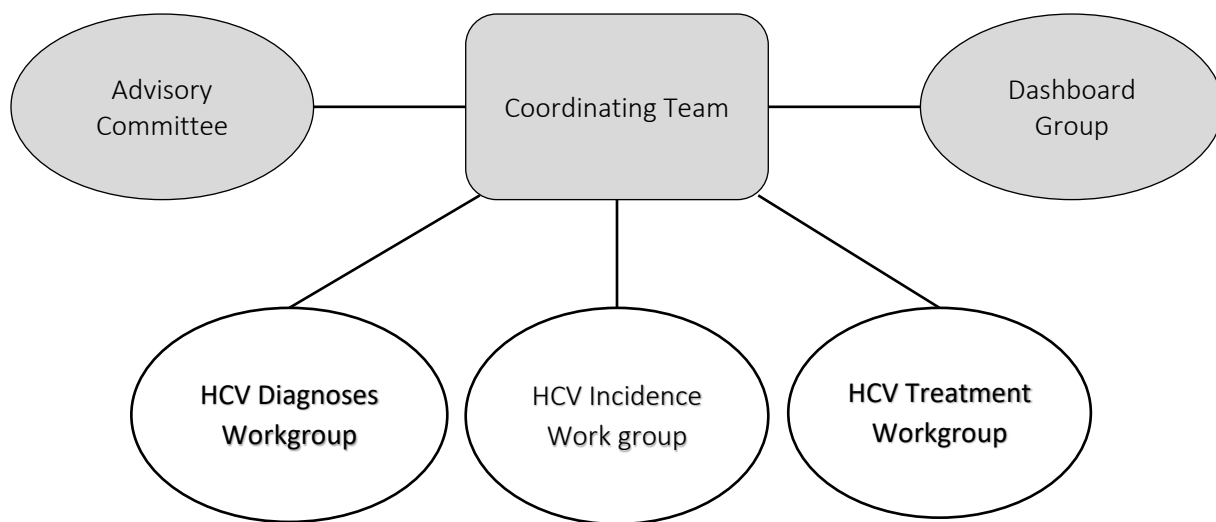 Advisory
Committee
Coordinating Team
Dashboard
Group
HCV Diagnoses
Workgroup
HCV Incidence
Work group
HCV Treatment
Workgroup